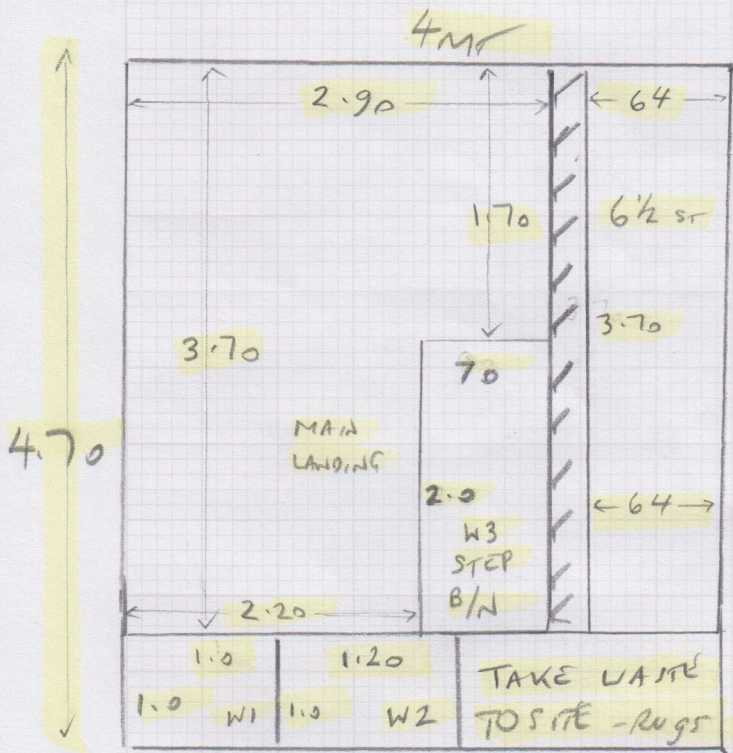 4MT
2.90
64
1.70
6½ ST
3.70
3.70
70
4.70
MAIN
LANDING
2.0
W3
STEP
B/N
64
2.20
1.0
1.20
TAKE WASTE
1.0
W1
1.0
W2
TO SITE - RUGS